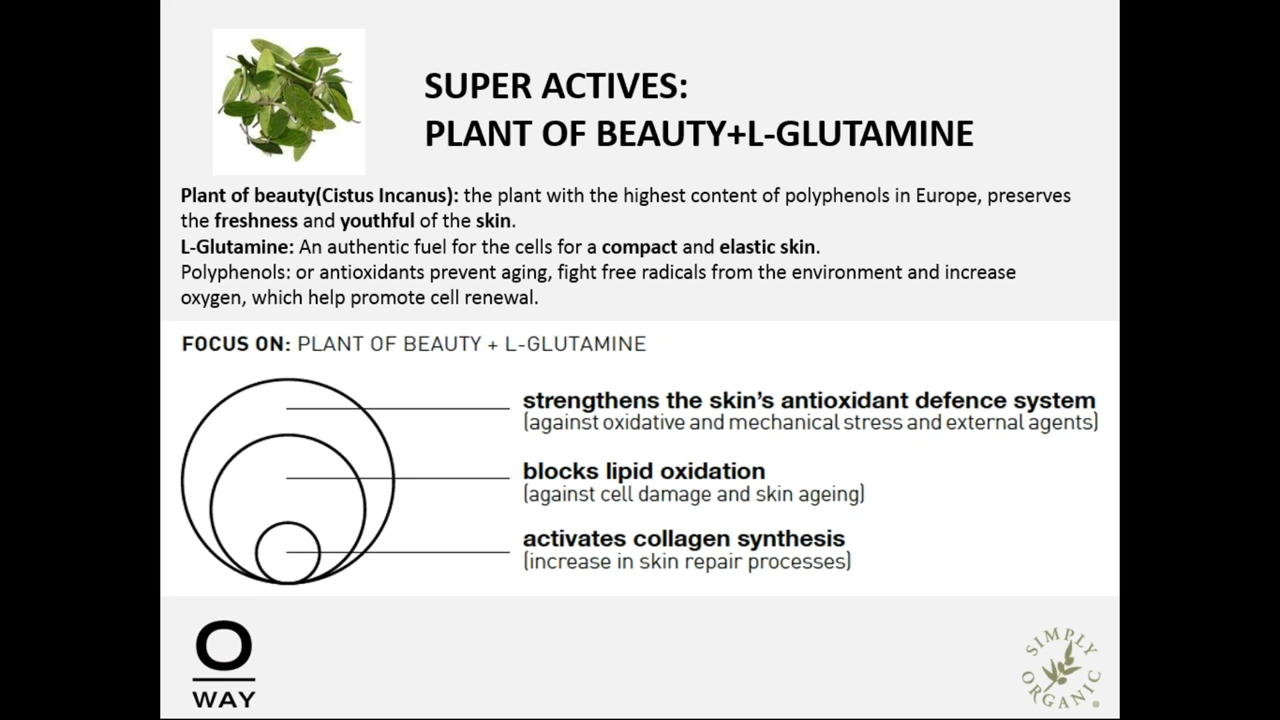 SUPER ACTIVES:
PLANT OF BEAUTY+L-GLUTAMINE
Plant of beauty(Cistus Incanus): the plant with the highest content of polyphenols in Europe, preserves
the freshness and youthful of the skin.
L-Glutamine: An authentic fuel for the cells for a compact and elastic skin.
Polyphenols: or antioxidants prevent aging, fight free radicals from the environment and increase
oxygen, which help promote cell renewal.
FOCUS ON: PLANT OF BEAUTY + L-GLUTAMINE
strengthens the skin's antioxidant defence system
(against oxidative and mechanical stress and external agents)
blocks lipid oxidation
(against cell damage and skin ageing)
activates collagen synthesis
(increase in skin repair processes)
O
WAY
SIMPLY
ORGANIC